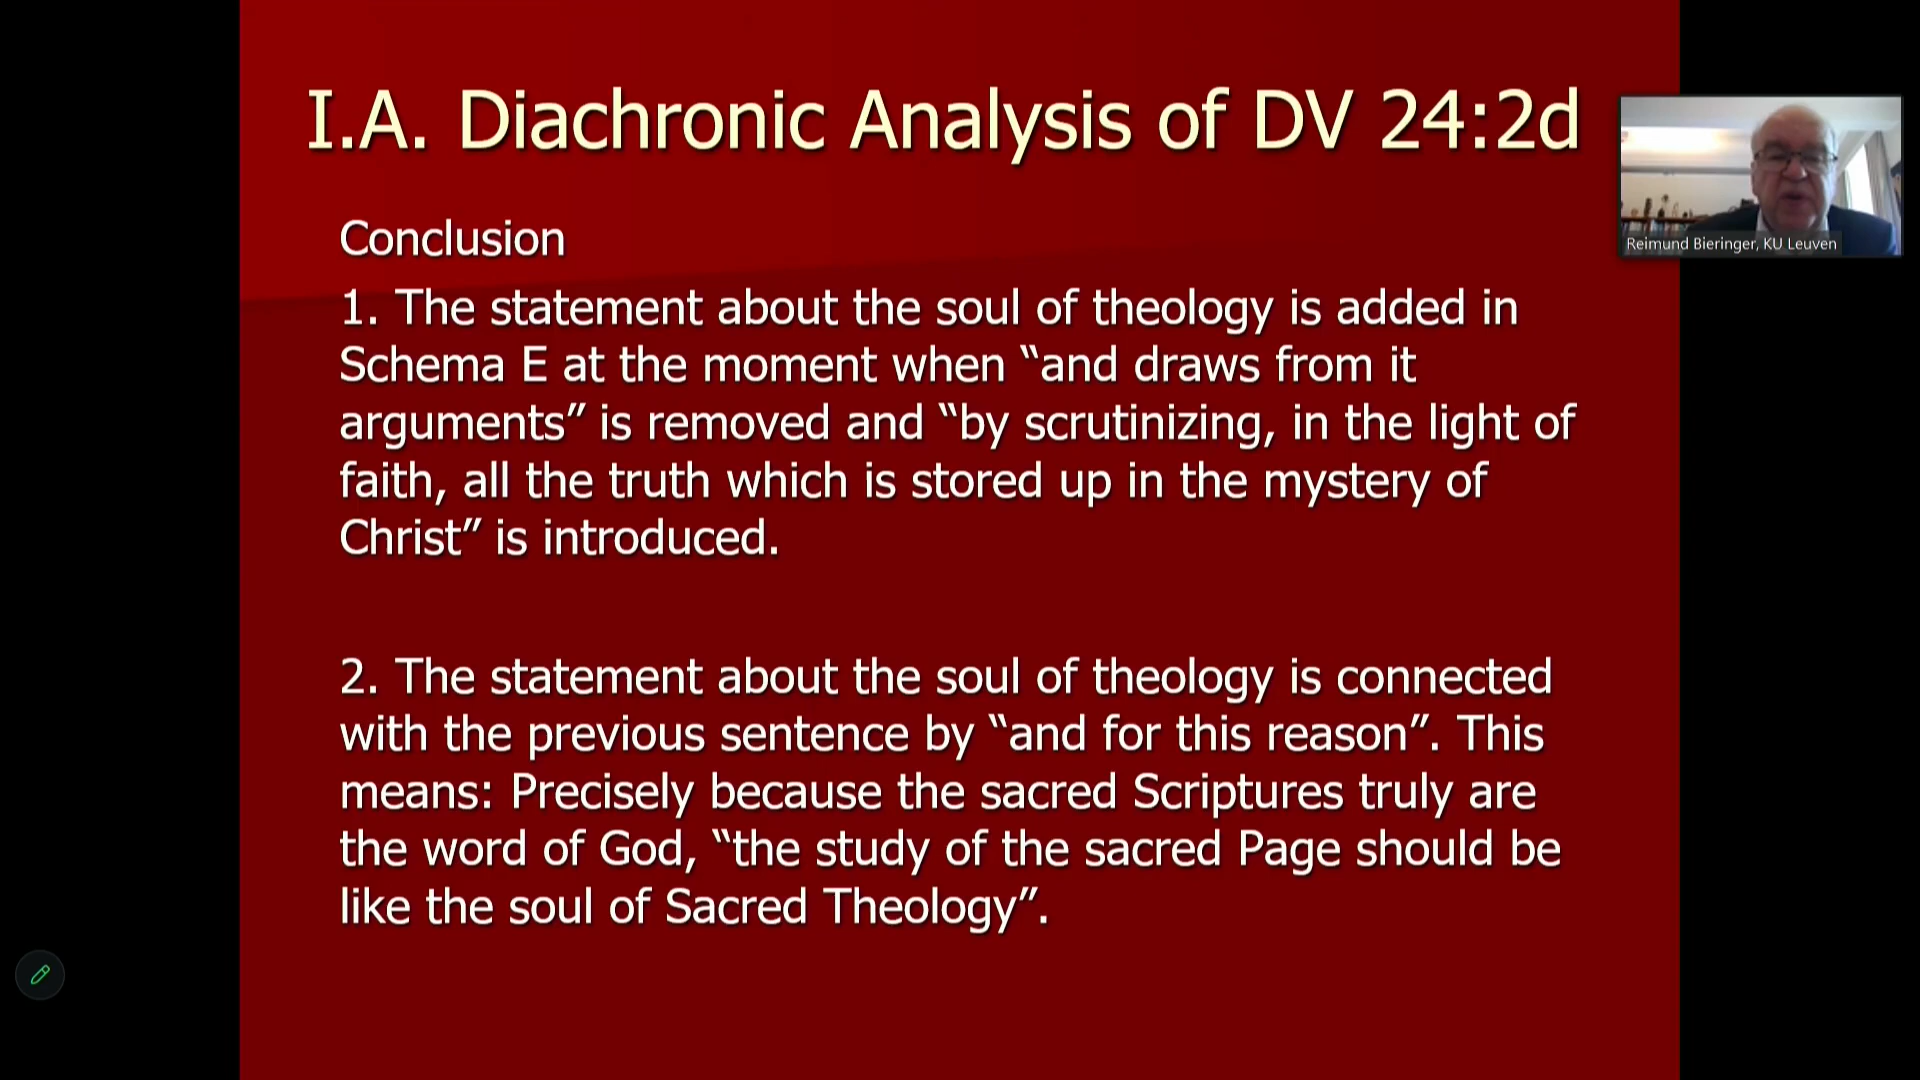 I.A. Diachronic Analysis of DV 24:2d
Reimund Bieringer, KU Leuven
Conclusion
1. The statement about the soul of theology is added in
Schema E at the moment when “and draws from it
arguments” is removed and “by scrutinizing, in the light of
faith, all the truth which is stored up in the mystery of
Christ” is introduced.
2. The statement about the soul of theology is connected
with the previous sentence by “and for this reason”. This
means: Precisely because the sacred Scriptures truly are
the word of God, “the study of the sacred Page should be
like the soul of Sacred Theology”.